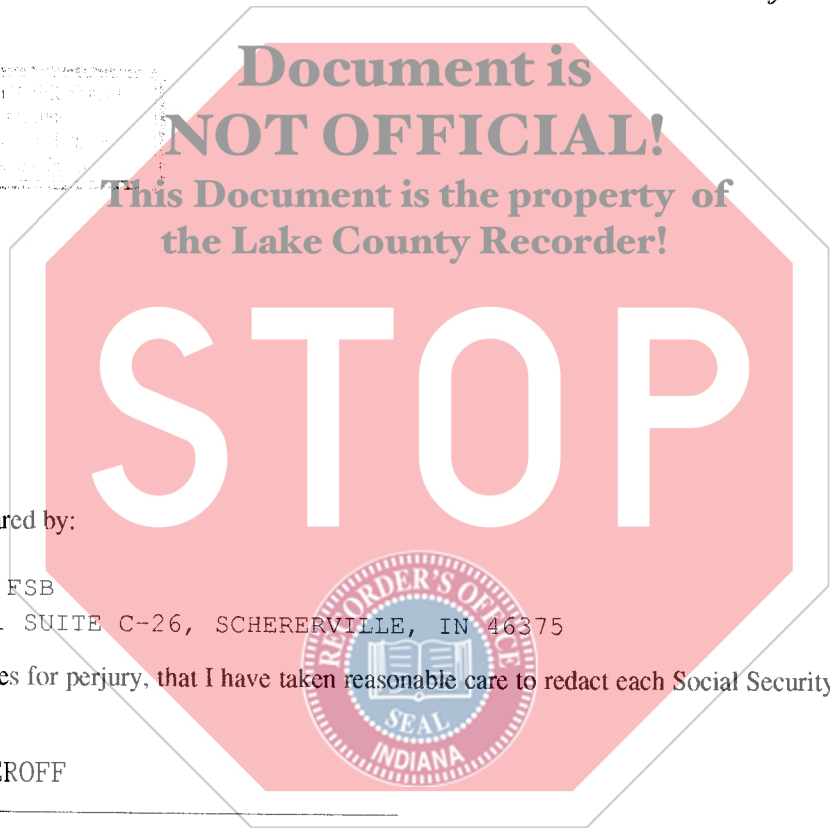 Document is
NOT OFFICIAL!
This Document is the property of
the Lake County Recorder!
STOP
red by:
FSB
SUITE C-26, SCHERERVILLE, IN 46375
es for perjury, that I have taken reasonable care to redact each Social Security
RECORDER'S OFFICE
SEAL
INDIANA
EROFF